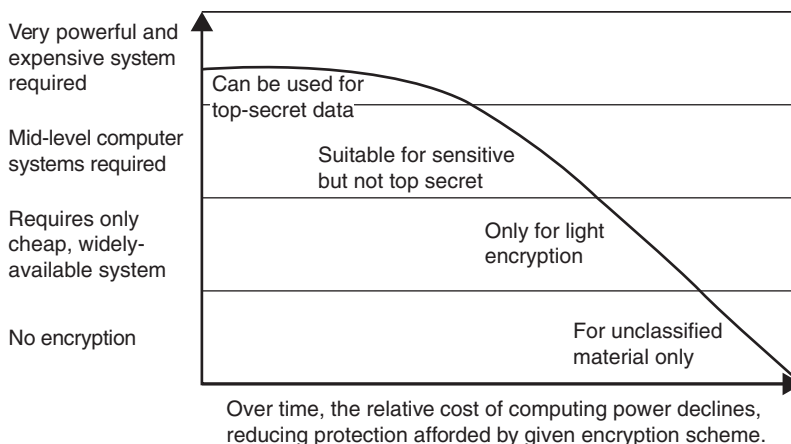 Very powerful and
expensive system
required
Can be used for
top-secret data
Mid-level computer
systems required
Suitable for sensitive
but not top secret
Requires only
cheap, widely-
available system
Only for light
encryption
No encryption
For unclassified
material only
Over time, the relative cost of computing power declines,
reducing protection afforded by given encryption scheme.